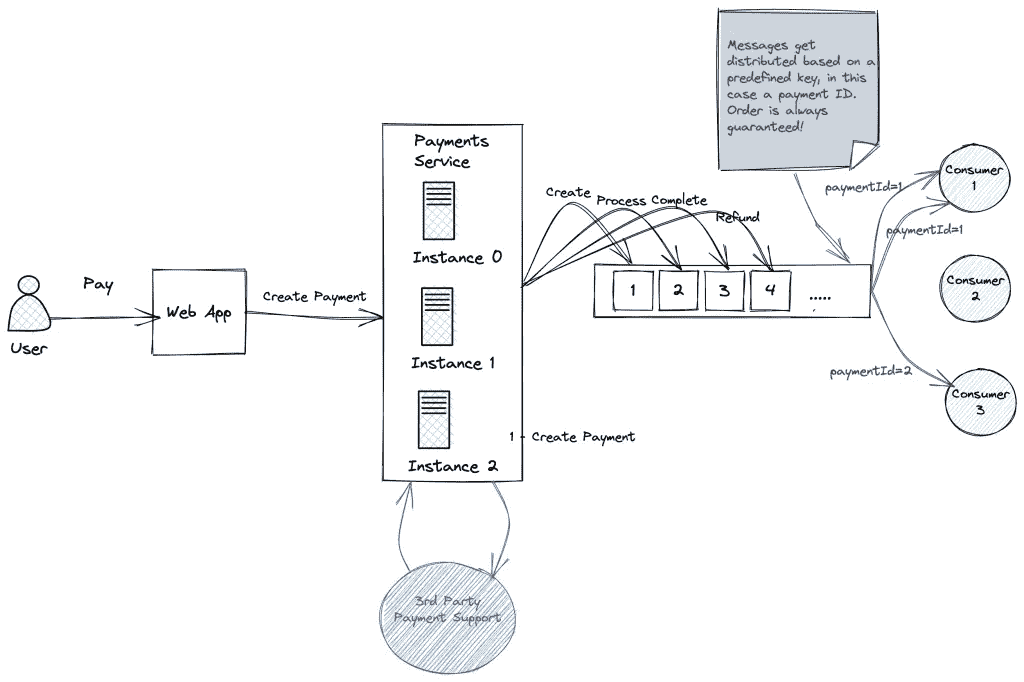 Messages get
distributed based on a
predefined key, in this
case a payment ID.
Order is always
guaranteed!
Payments
Service
Instance 0
Instance 1
Instance 2
User
Pay
Web App
Create Payment
1 - Create Payment
3rd Party
Payment Support
Create
Process
Complete
Refund
1
2
3
4
.....
paymentId=1
paymentId=1
paymentId=2
Consumer
1
Consumer
2
Consumer
3